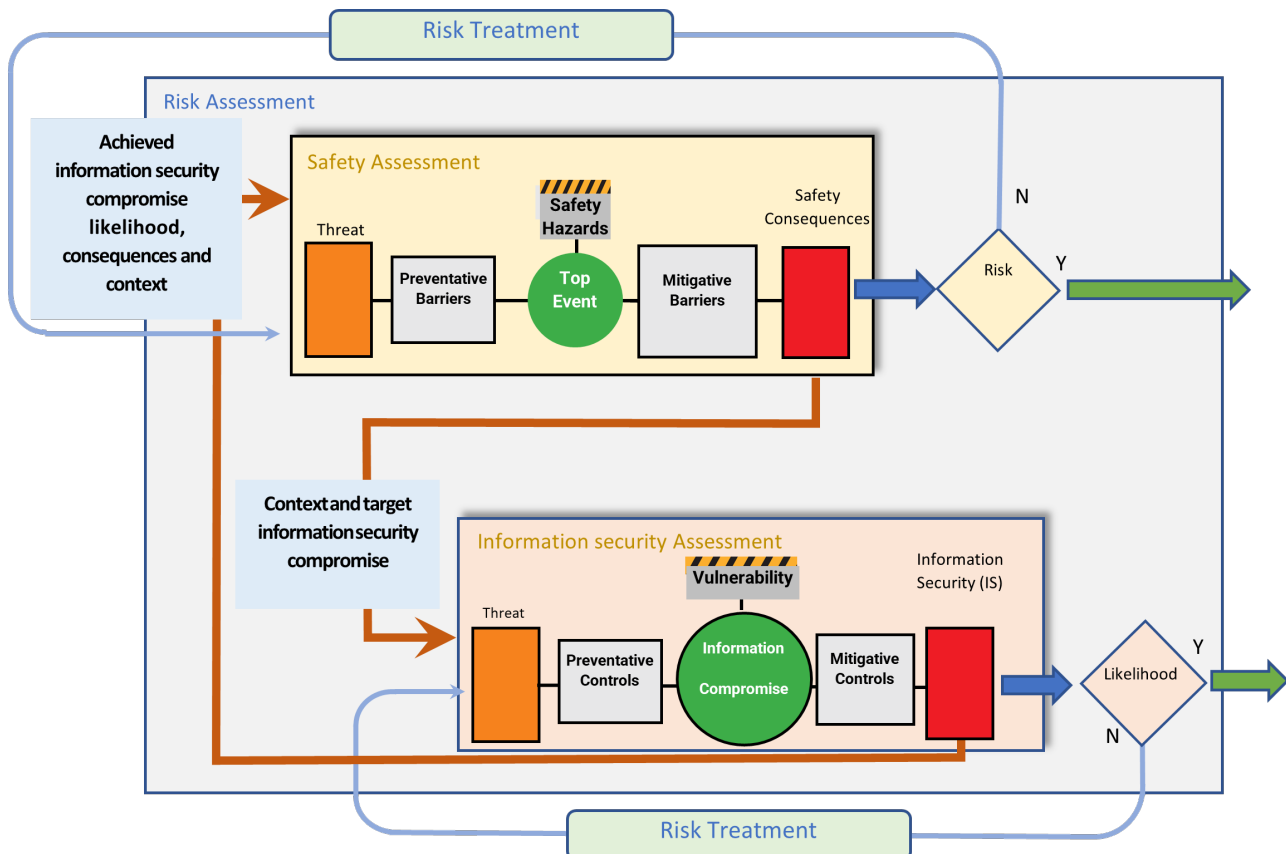 Risk Treatment
Risk Assessment
Achieved
information security
compromise
likelihood,
consequences and
context
Safety Assessment
Threat
Preventative
Barriers
Safety
Hazards
Top
Event
Mitigative
Barriers
Safety
Consequences
N
Risk
Y
Context and target
information security
compromise
Information security Assessment
Threat
Preventative
Controls
Vulnerability
Information
Compromise
Mitigative
Controls
Information
Security (IS)
Likelihood
Y
N
Risk Treatment